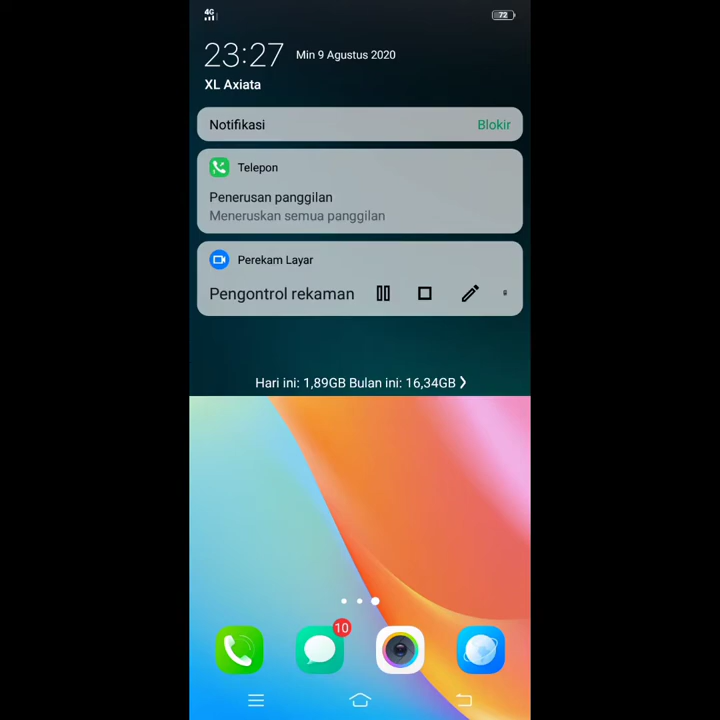 4G
72
23:27 Min 9 Agustus 2020
XL Axiata
Notifikasi Blokir
Telepon
Penerusan panggilan
Meneruskan semua panggilan
Perekam Layar
Pengontrol rekaman
Hari ini: 1,89GB Bulan ini: 16,34GB
10